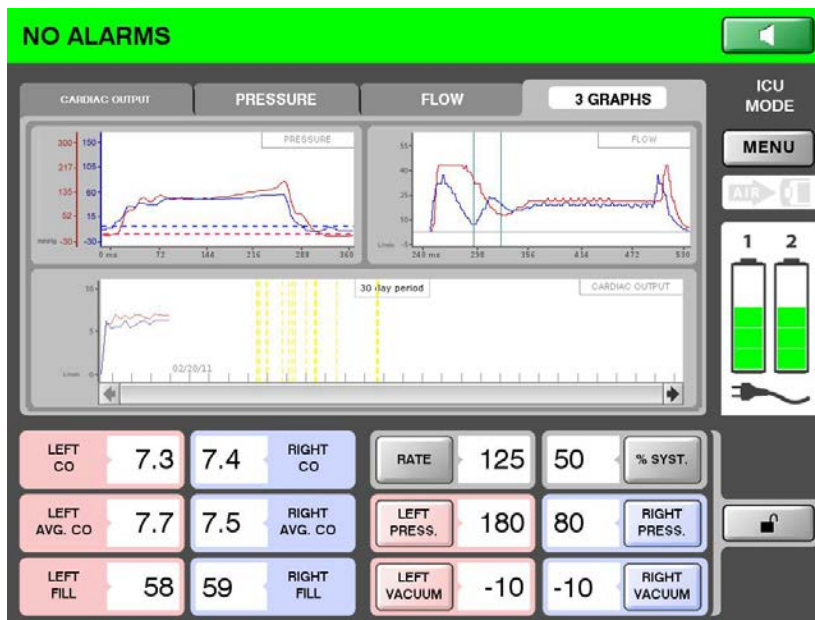 NO ALARMS
CARDIAC OUTPUT
PRESSURE
FLOW
3 GRAPHS
ICU
MODE
MENU
AIR
PRESSURE
300 150
217 105
135 60
52 15
mmHg -30 -30
0 ms 72 144 216 288 360
FLOW
55
40
25
10
L/min -5
240 ms 298 356 414 472 530
30 day period
CARDIAC OUTPUT
10
5
L/min 0
02/20/11
1 2
LEFT
CO
7.3 7.4
RIGHT
CO
RATE
125 50
% SYST.
LEFT
AVG. CO
7.7 7.5
RIGHT
AVG. CO
LEFT
PRESS.
180 80
RIGHT
PRESS.
LEFT
FILL
58 59
RIGHT
FILL
LEFT
VACUUM
-10 -10
RIGHT
VACUUM